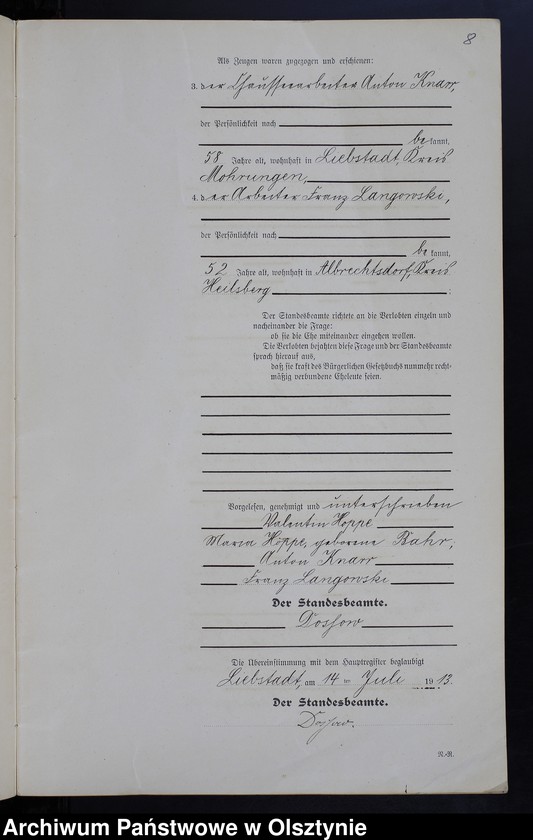 8
Als Zeugen waren zugezogen und erschienen:
3. der Chausseearbeiter Anton Knarr,
der Persönlichkeit nach
bekannt,
58 Jahre alt, wohnhaft in Liebstadt, Kreis
Mohrungen,
4. der Arbeiter Franz Langowski,
der Persönlichkeit nach
bekannt,
52 Jahre alt, wohnhaft in Albrechtsdorf, Kreis
Heilsberg ;
Der Standesbeamte richtete an die Verlobten einzeln und
nacheinander die Frage:
ob sie die Ehe miteinander eingehen wollen.
Die Verlobten bejahten diese Frage und der Standesbeamte
sprach hierauf aus,
daß sie kraft des Bürgerlichen Gesetzbuchs nunmehr recht-
mäßig verbundene Eheleute seien.
Vorgelesen, genehmigt und unterschrieben
Valentin Hoppe
Maria Hoppe, geborene Bahr,
Anton Knarr
Franz Langowski
Der Standesbeamte.
Dossow
Die Übereinstimmung mit dem Hauptregister beglaubigt
Liebstadt, am 14 ten Juli 1913.
Der Standesbeamte.
Dossow.
R.-R.
Archiwum Państwowe w Olsztynie